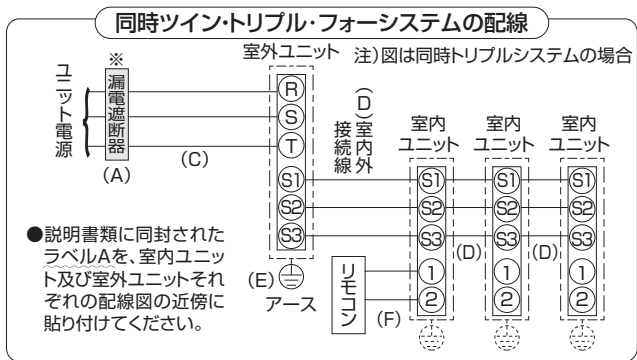 同時ツイン・トリプル・フォーシステムの配線
室外ユニット
注）図は同時トリプルシステムの場合
ユニット電源
※
漏電遮断器
(A)
(C)
R
S
T
S1
S2
S3
(E)
アース
(D)室内外
接続線
室内
ユニット
室内
ユニット
室内
ユニット
S1
S2
S3
1
2
S1
S2
S3
1
2
S1
S2
S3
1
2
(D)
(D)
リモコン
(F)
●説明書類に同封された
ラベルAを、室内ユニッ
ト及び室外ユニットそれ
ぞれの配線図の近傍に
貼り付けてください。